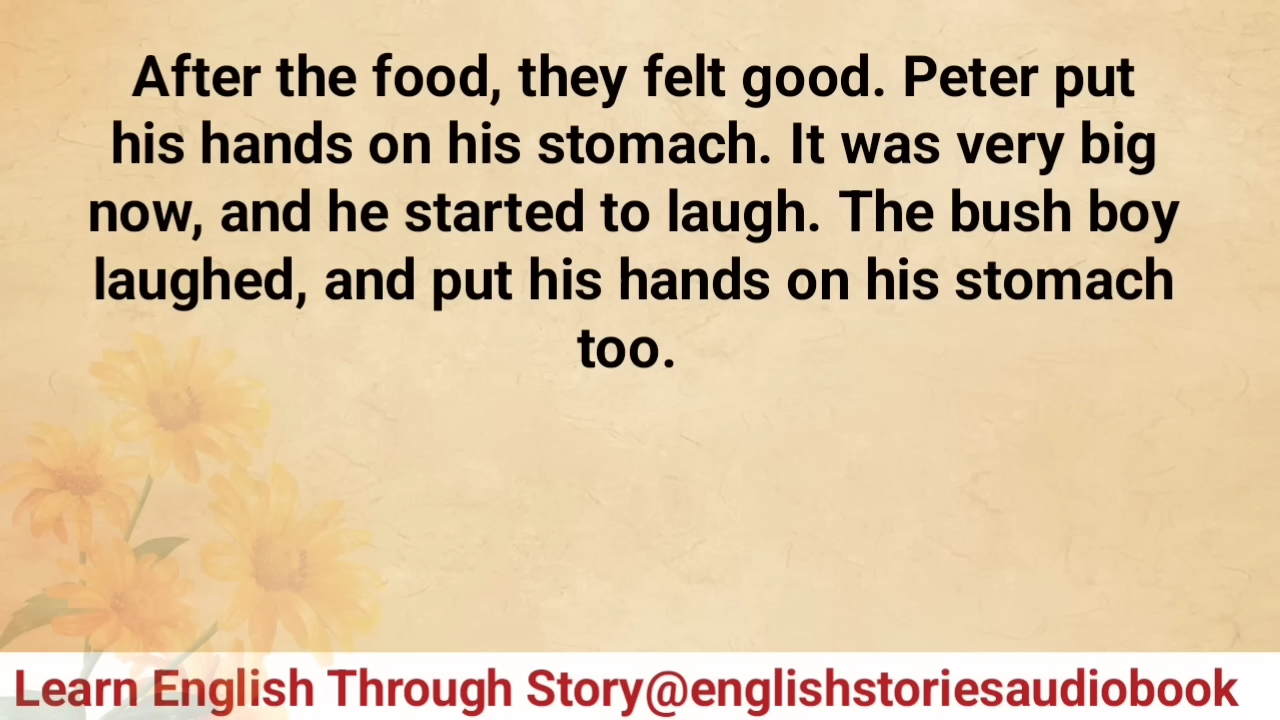 After the food, they felt good. Peter put
his hands on his stomach. It was very big
now, and he started to laugh. The bush boy
laughed, and put his hands on his stomach
too.
Learn English Through Story@englishstoriesaudiobook